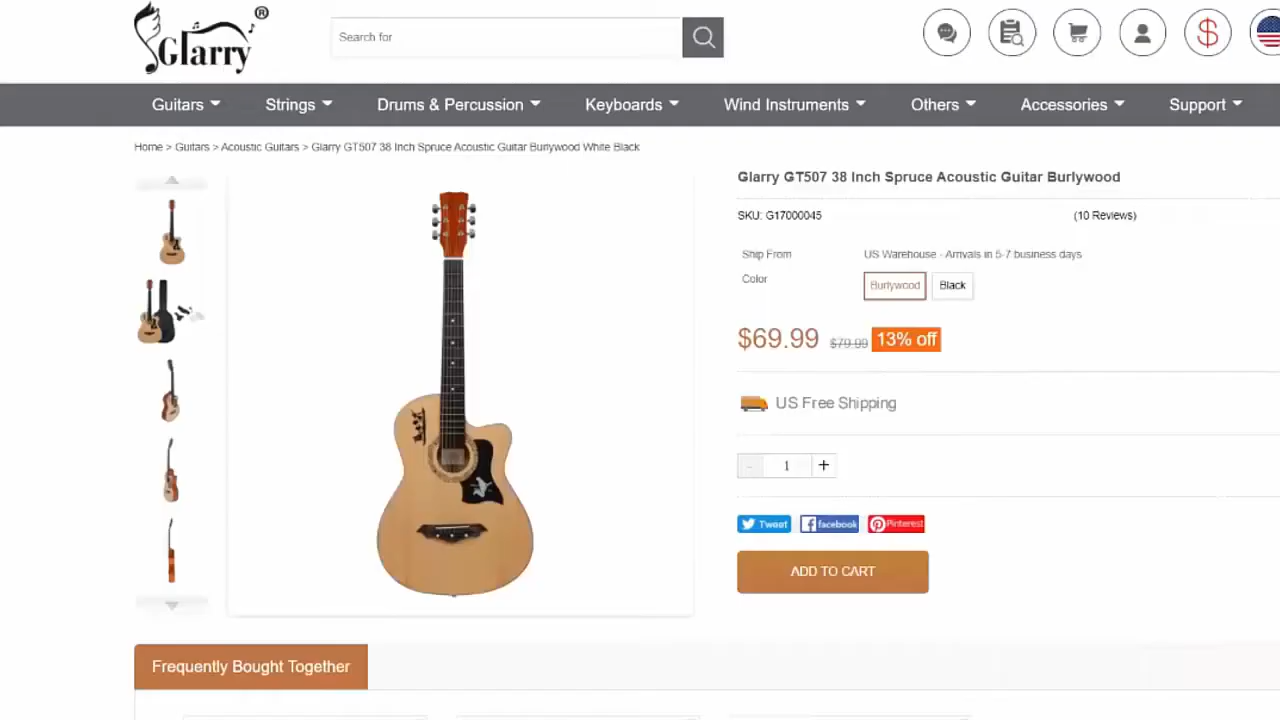 Glarry®
Search for
Guitars
Strings
Drums & Percussion
Keyboards
Wind Instruments
Others
Accessories
Support
Home > Guitars > Acoustic Guitars > Glarry GT507 38 Inch Spruce Acoustic Guitar Burlywood White Black
Glarry GT507 38 Inch Spruce Acoustic Guitar Burlywood
SKU: G17000045
(10 Reviews)
Ship From
US Warehouse - Arrivals in 5-7 business days
Color
Burlywood
Black
$69.99 $79.99 13% off
US Free Shipping
- 1 +
Tweet
facebook
Pinterest
ADD TO CART
Frequently Bought Together